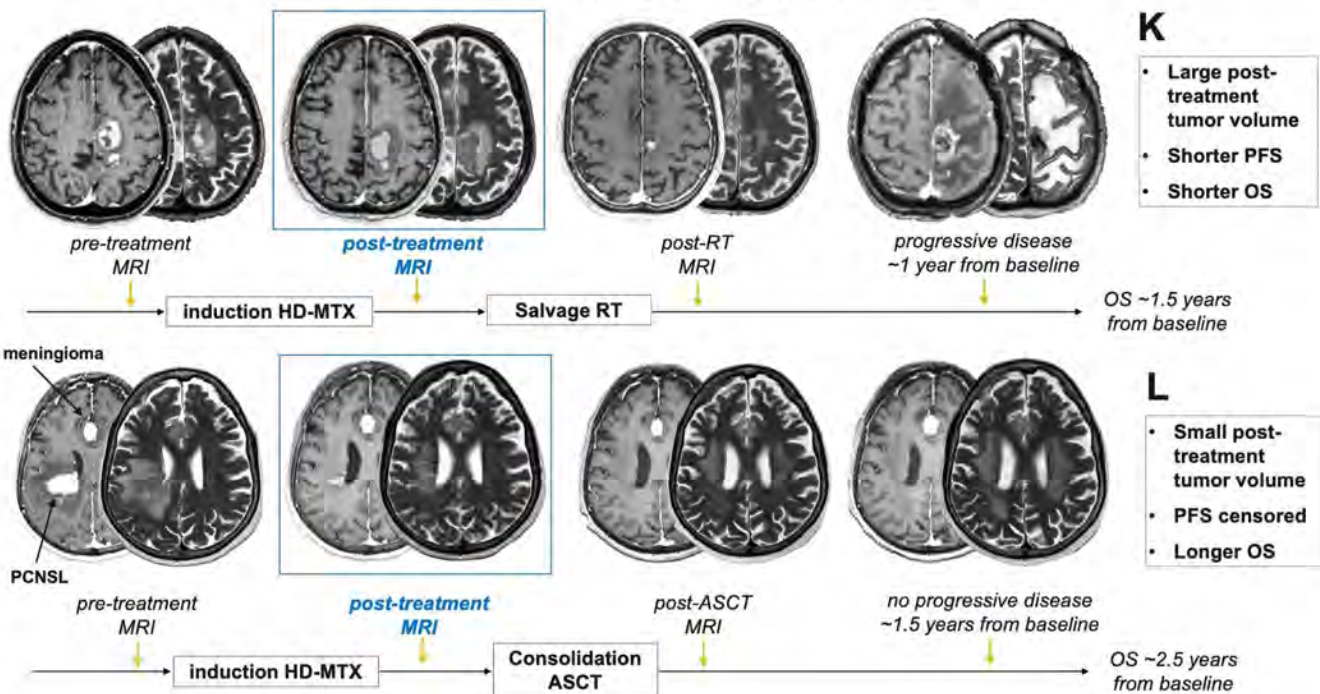 K
• Large post-
treatment
tumor volume
• Shorter PFS
• Shorter OS
pre-treatment
MRI
post-treatment
MRI
post-RT
MRI
progressive disease
~1 year from baseline
induction HD-MTX
Salvage RT
OS ~1.5 years
from baseline
meningioma
PCNSL
L
• Small post-
treatment
tumor volume
• PFS censored
• Longer OS
pre-treatment
MRI
post-treatment
MRI
post-ASCT
MRI
no progressive disease
~1.5 years from baseline
induction HD-MTX
Consolidation
ASCT
OS ~2.5 years
from baseline